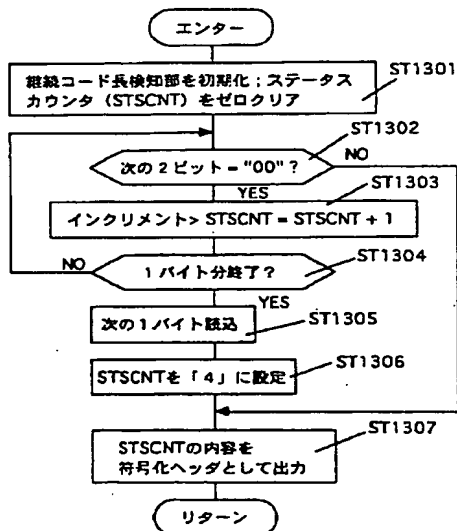 エンター
継続コード長検知部を初期化；ステータス
カウンタ（STSCNT）をゼロクリア
ST1301
ST1302
次の２ビット＝"00"？
NO
YES
ST1303
インクリメント> STSCNT = STSCNT + 1
ST1304
NO
１バイト分終了？
YES
次の１バイト読込
ST1305
ST1306
STSCNTを「４」に設定
ST1307
STSCNTの内容を
符号化ヘッダとして出力
リターン